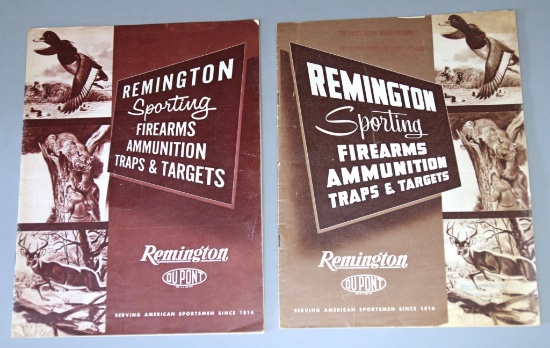 REMINGTON
Sporting
FIREARMS
AMMUNITION
TRAPS & TARGETS
Remington
DU PONT
SERVING AMERICAN SPORTSMEN SINCE 1816
REMINGTON
Sporting
FIREARMS
AMMUNITION
TRAPS & TARGETS
Remington
DU PONT
SERVING AMERICAN SPORTSMEN SINCE 1816